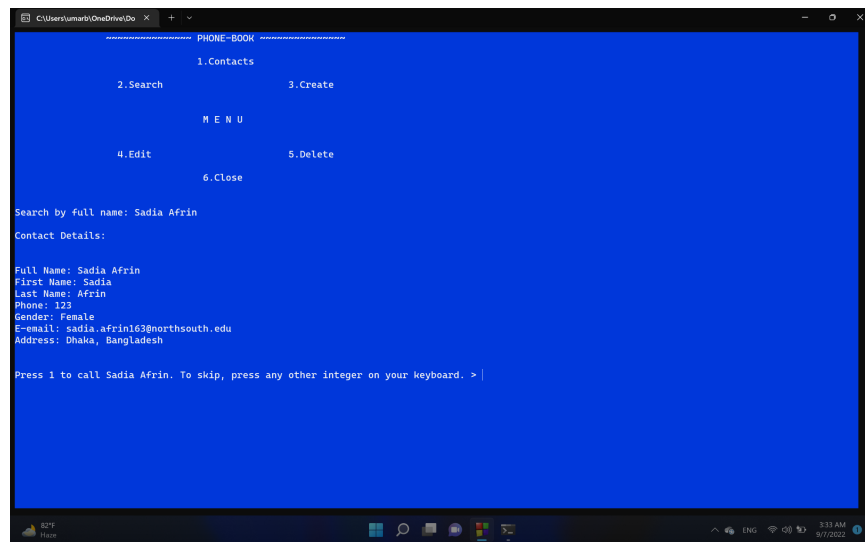 C:\Users\umarb\OneDrive\Do
~~~~~~~~~~~~~~~ PHONE-BOOK ~~~~~~~~~~~~~~~
1.Contacts
2.Search 3.Create
M E N U
4.Edit 5.Delete
6.Close
Search by full name: Sadia Afrin
Contact Details:
Full Name: Sadia Afrin
First Name: Sadia
Last Name: Afrin
Phone: 123
Gender: Female
E-email: sadia.afrin163@northsouth.edu
Address: Dhaka, Bangladesh
Press 1 to call Sadia Afrin. To skip, press any other integer on your keyboard. >
82°F
Haze
ENG
3:33 AM
9/7/2022
1